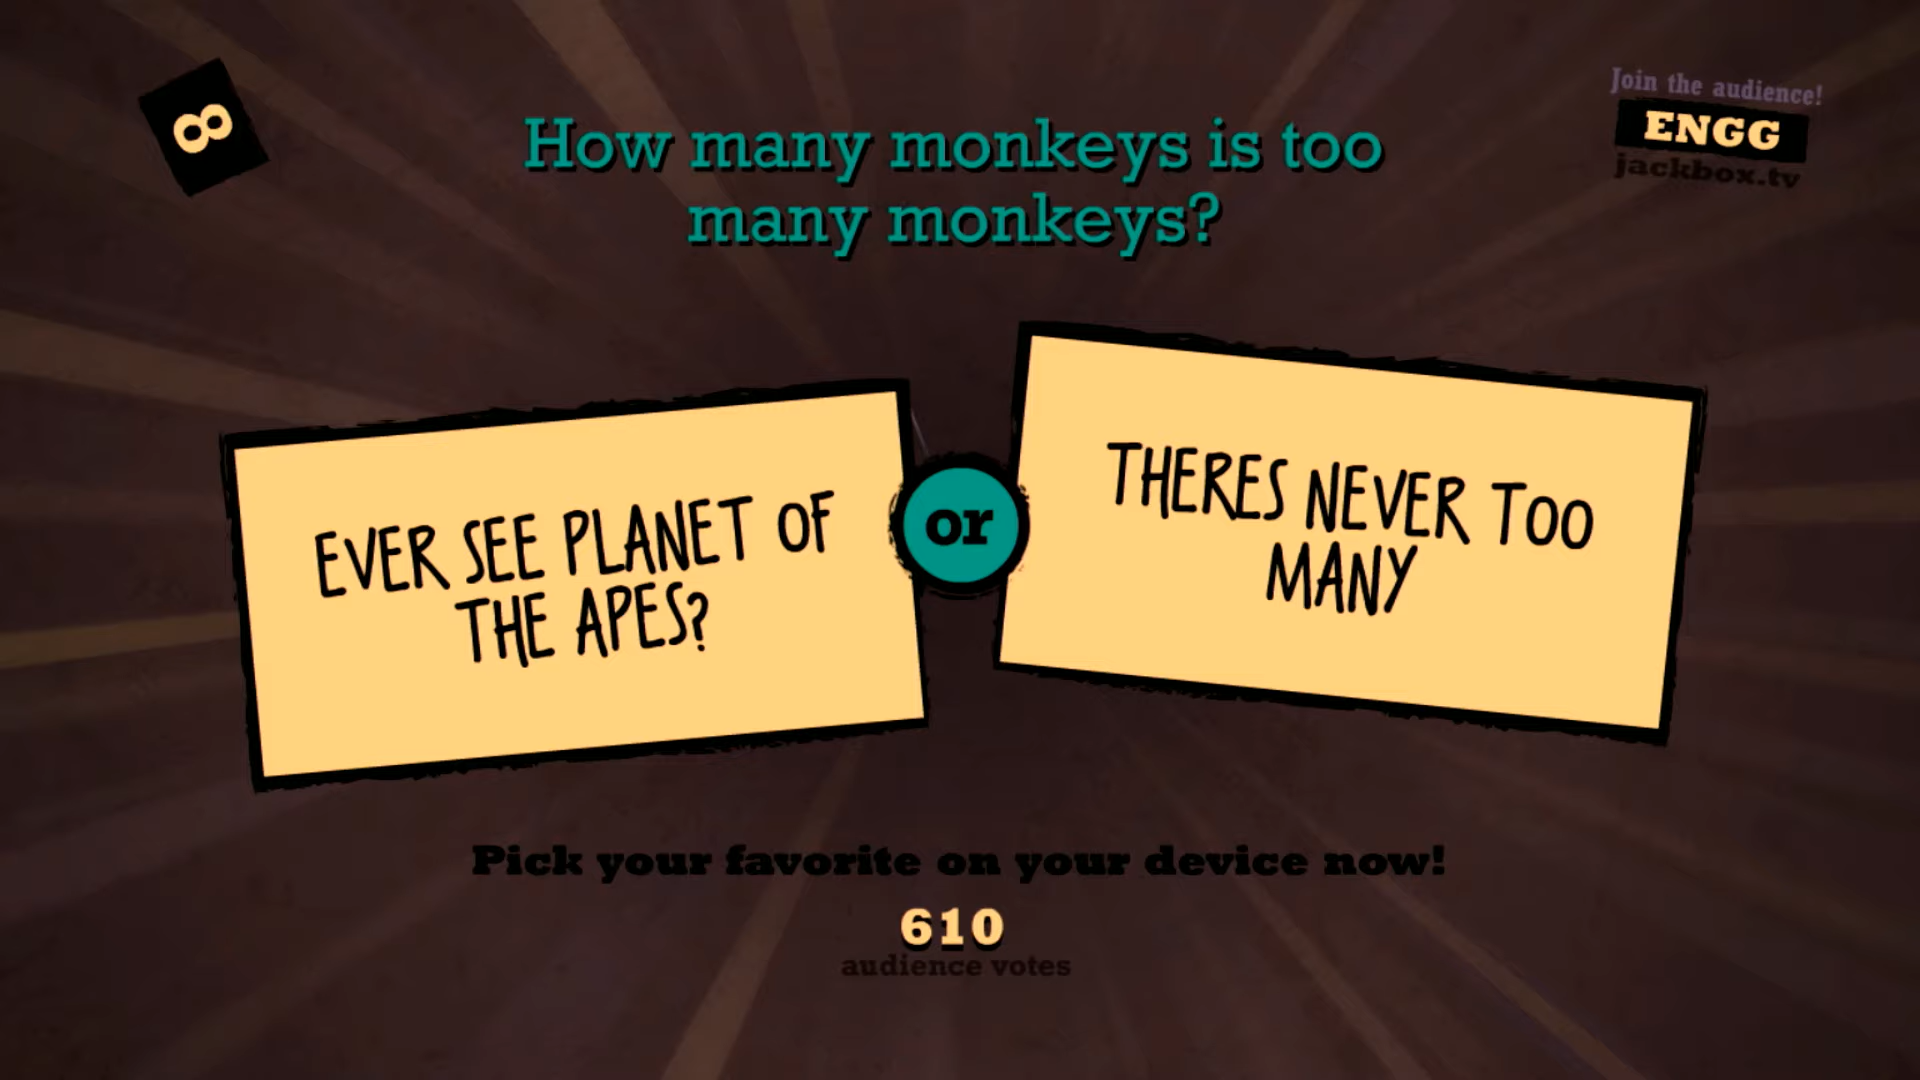 8
Join the audience!
ENGG
jackbox.tv
How many monkeys is too
many monkeys?
EVER SEE PLANET OF
THE APES?
or
THERES NEVER TOO
MANY
Pick your favorite on your device now!
610
audience votes